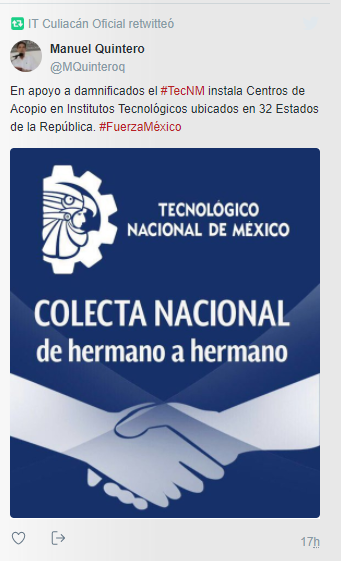 IT Culiacán Oficial retwitteó
Manuel Quintero
@MQuinteroq
En apoyo a damnificados el #TecNM instala Centros de
Acopio en Institutos Tecnológicos ubicados en 32 Estados
de la República. #FuerzaMéxico
TECNOLÓGICO
NACIONAL DE MÉXICO
COLECTA NACIONAL
de hermano a hermano
17h